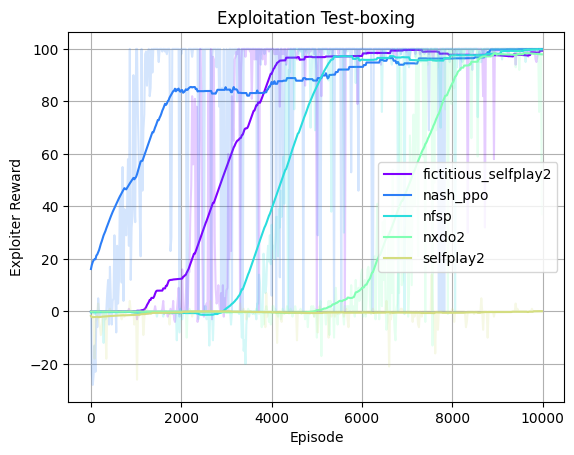 Exploitation Test-boxing
Exploiter Reward
100
80
60
40
20
0
−20
0
2000
4000
6000
8000
10000
Episode
fictitious_selfplay2
nash_ppo
nfsp
nxdo2
selfplay2